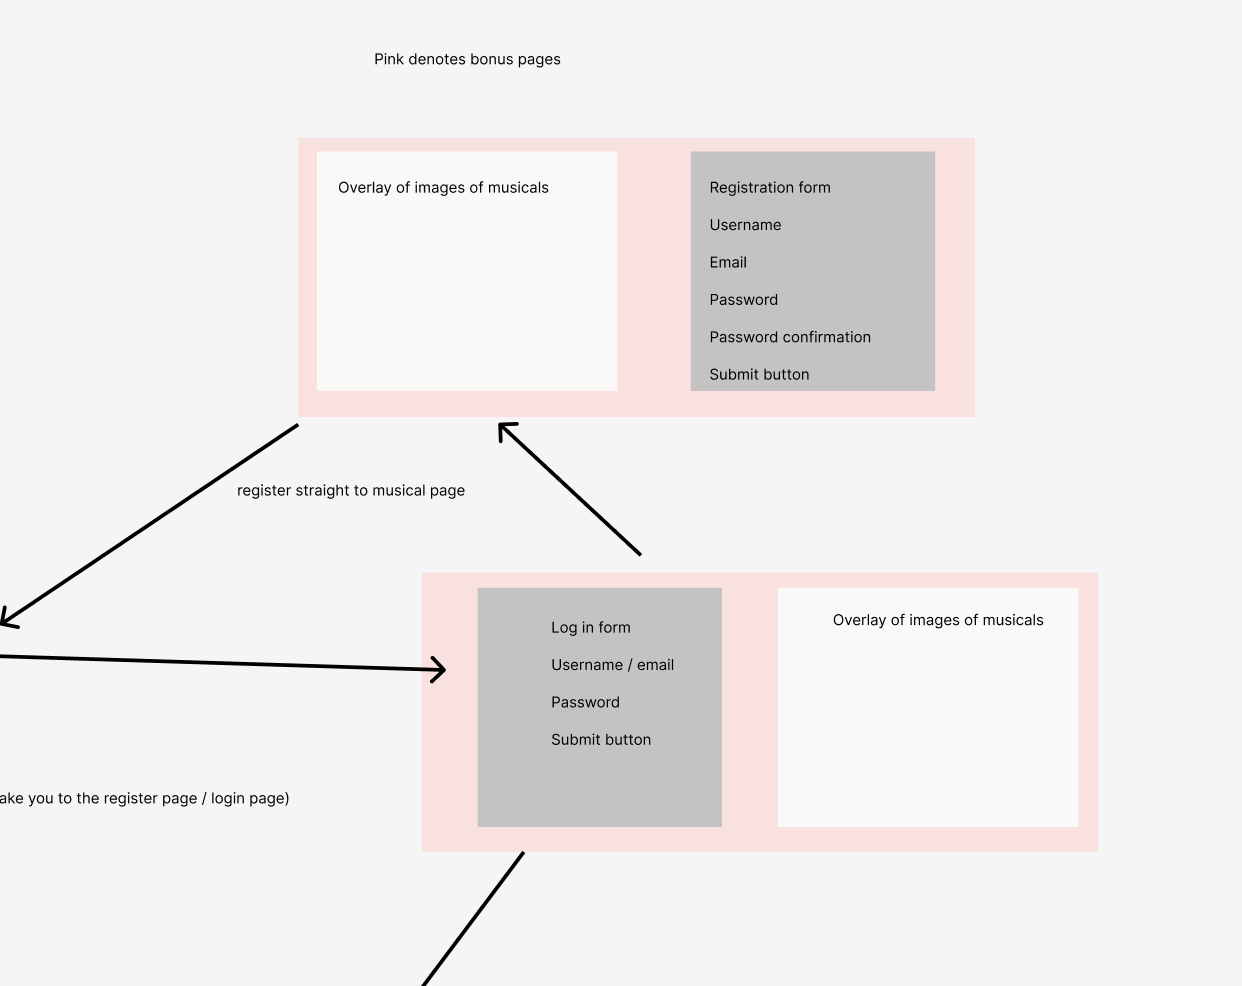 Pink denotes bonus pages
Overlay of images of musicals
Registration form
Username
Email
Password
Password confirmation
Submit button
register straight to musical page
Log in form
Username / email
Password
Submit button
Overlay of images of musicals
ake you to the register page / login page)